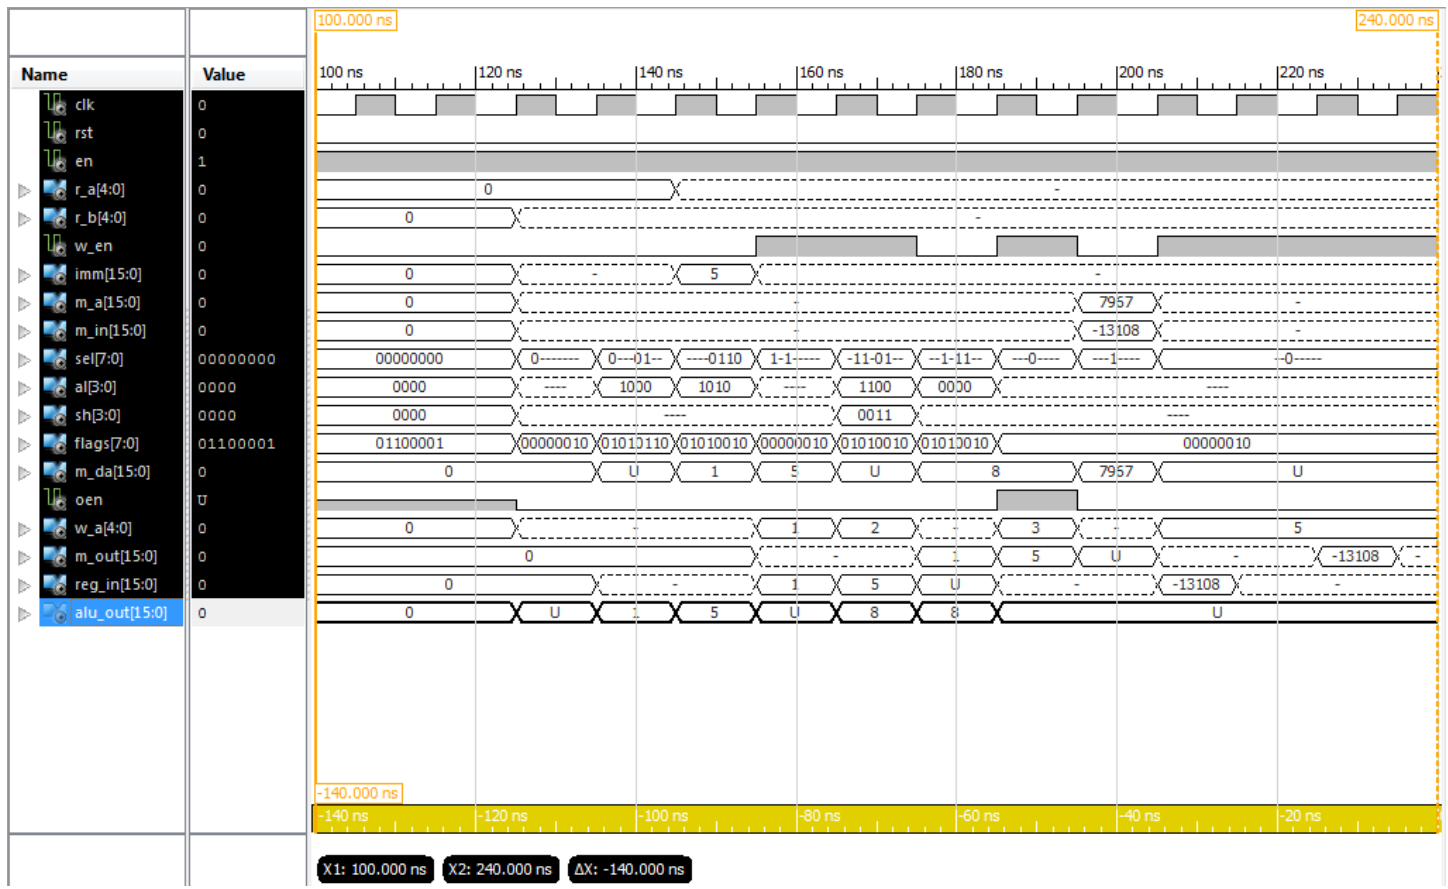 100.000 ns 240.000 ns
Name Value 100 ns 120 ns 140 ns 160 ns 180 ns 200 ns 220 ns
clk 0
rst 0
en 1
r_a[4:0] 0 0 -
r_b[4:0] 0 0 -
w_en 0
imm[15:0] 0 0 - 5 -
m_a[15:0] 0 0 - 7967 -
m_in[15:0] 0 0 - -13108 -
sel[7:0] 00000000 00000000 0------- 0---01-- ----0110 1-1----- -11-01-- --1-11-- ---0---- ---1---- --0-----
al[3:0] 0000 0000 ---- 1000 1010 ---- 1100 0000 ----
sh[3:0] 0000 0000 ---- 0011 ----
flags[7:0] 01100001 01100001 00000010 01010110 01010010 00000010 01010010 01010010 00000010
m_da[15:0] 0 0 U 1 5 U 8 7967 U
oen U
w_a[4:0] 0 0 - 1 2 - 3 - 5
m_out[15:0] 0 0 - 1 5 U - -13108 -
reg_in[15:0] 0 0 - 1 5 U - -13108 -
alu_out[15:0] 0 0 U 1 5 U 8 8 U
-140.000 ns
-140 ns -120 ns -100 ns -80 ns -60 ns -40 ns -20 ns
X1: 100.000 ns X2: 240.000 ns ΔX: -140.000 ns